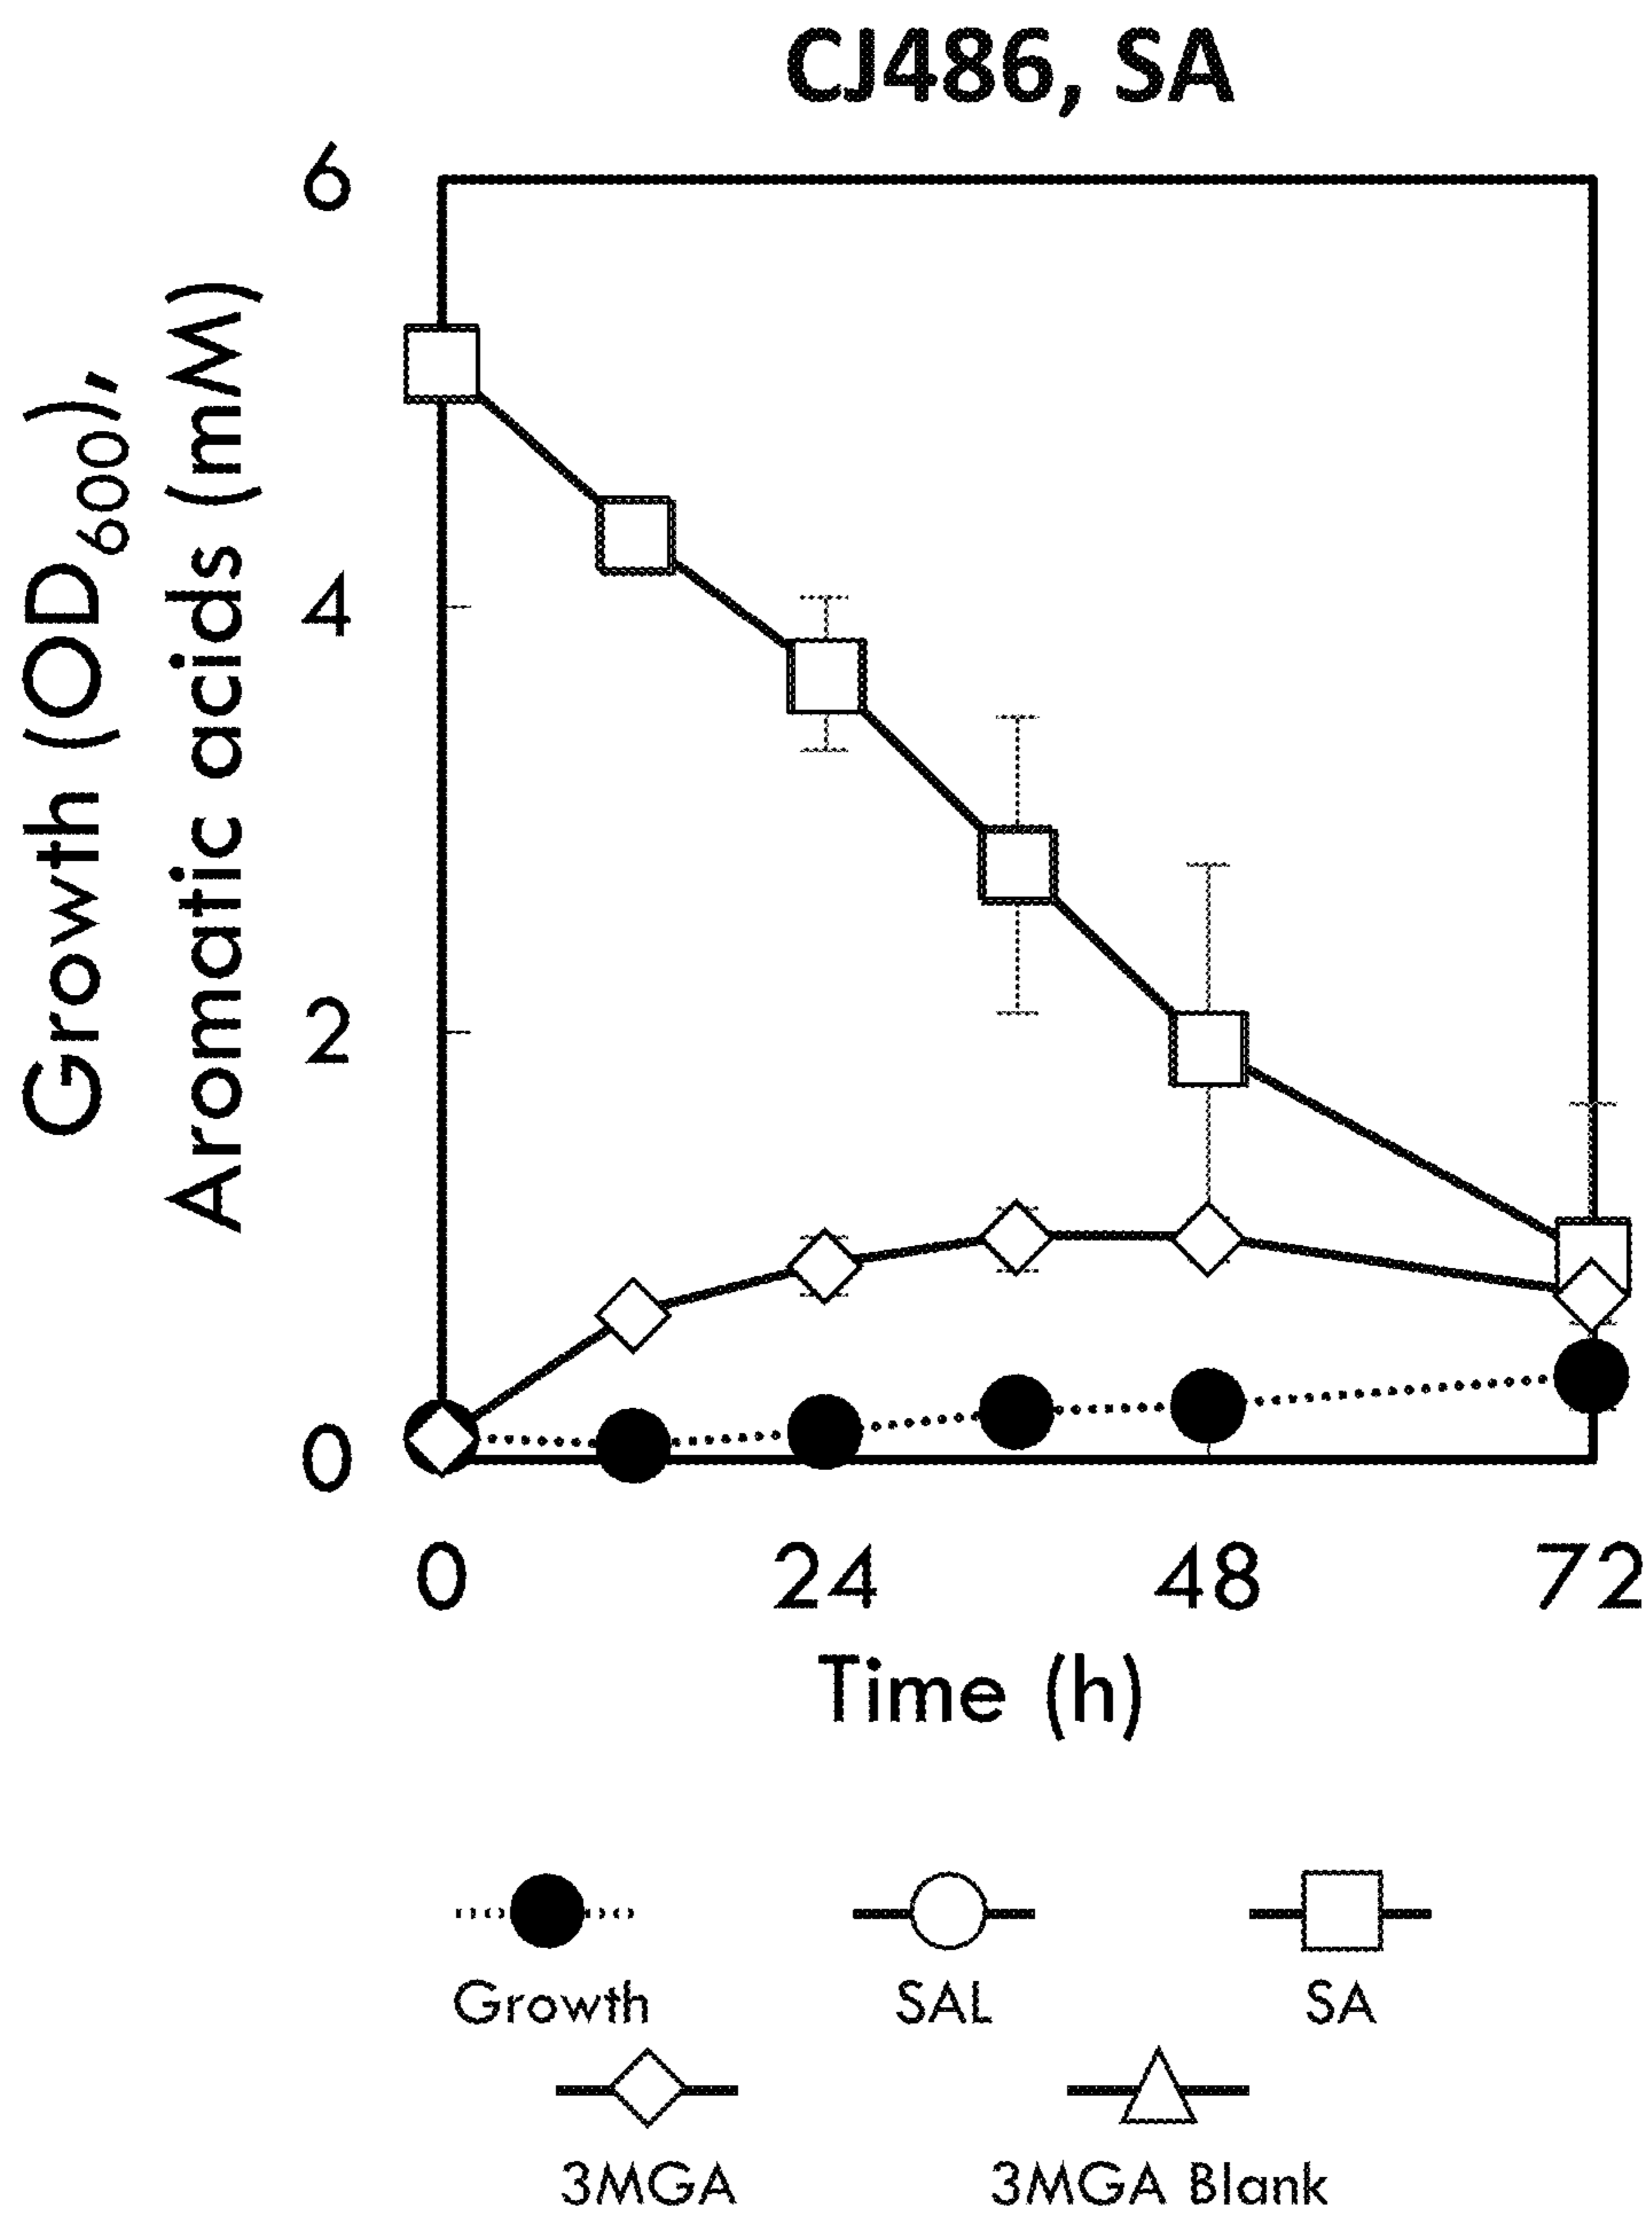 CJ486, SA
Growth (OD600),
Aromatic acids (mM)
6
4
2
0
0 24 48 72
Time (h)
Growth SAL SA
3MGA 3MGA Blank